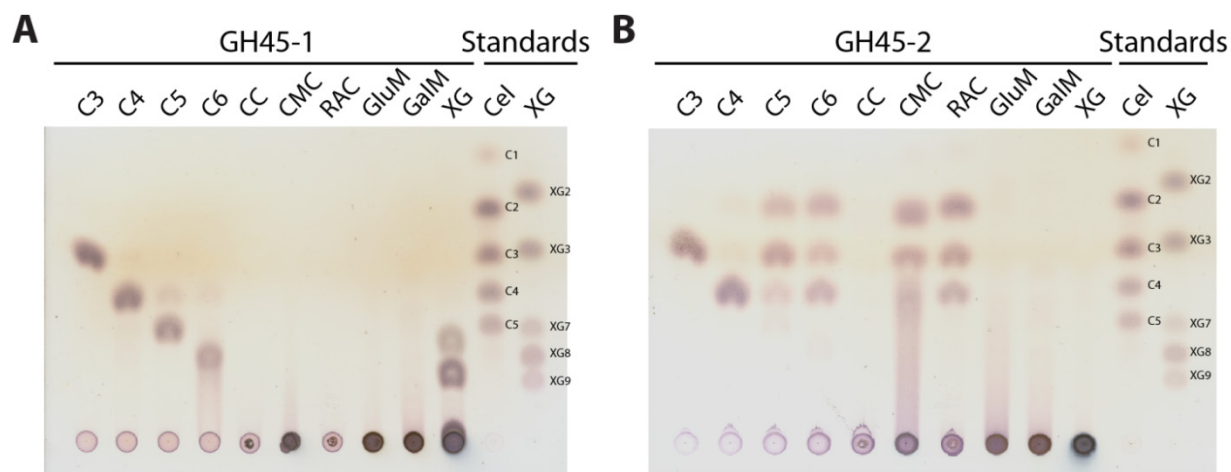 A
GH45-1
Standards
C3 C4 C5 C6 CC CMC RAC GluM GalM XG Cel XG
C1
XG2
C2
C3
XG3
C4
C5
XG7
XG8
XG9
B
GH45-2
Standards
C3 C4 C5 C6 CC CMC RAC GluM GalM XG Cel XG
C1
XG2
C2
C3
XG3
C4
C5
XG7
XG8
XG9